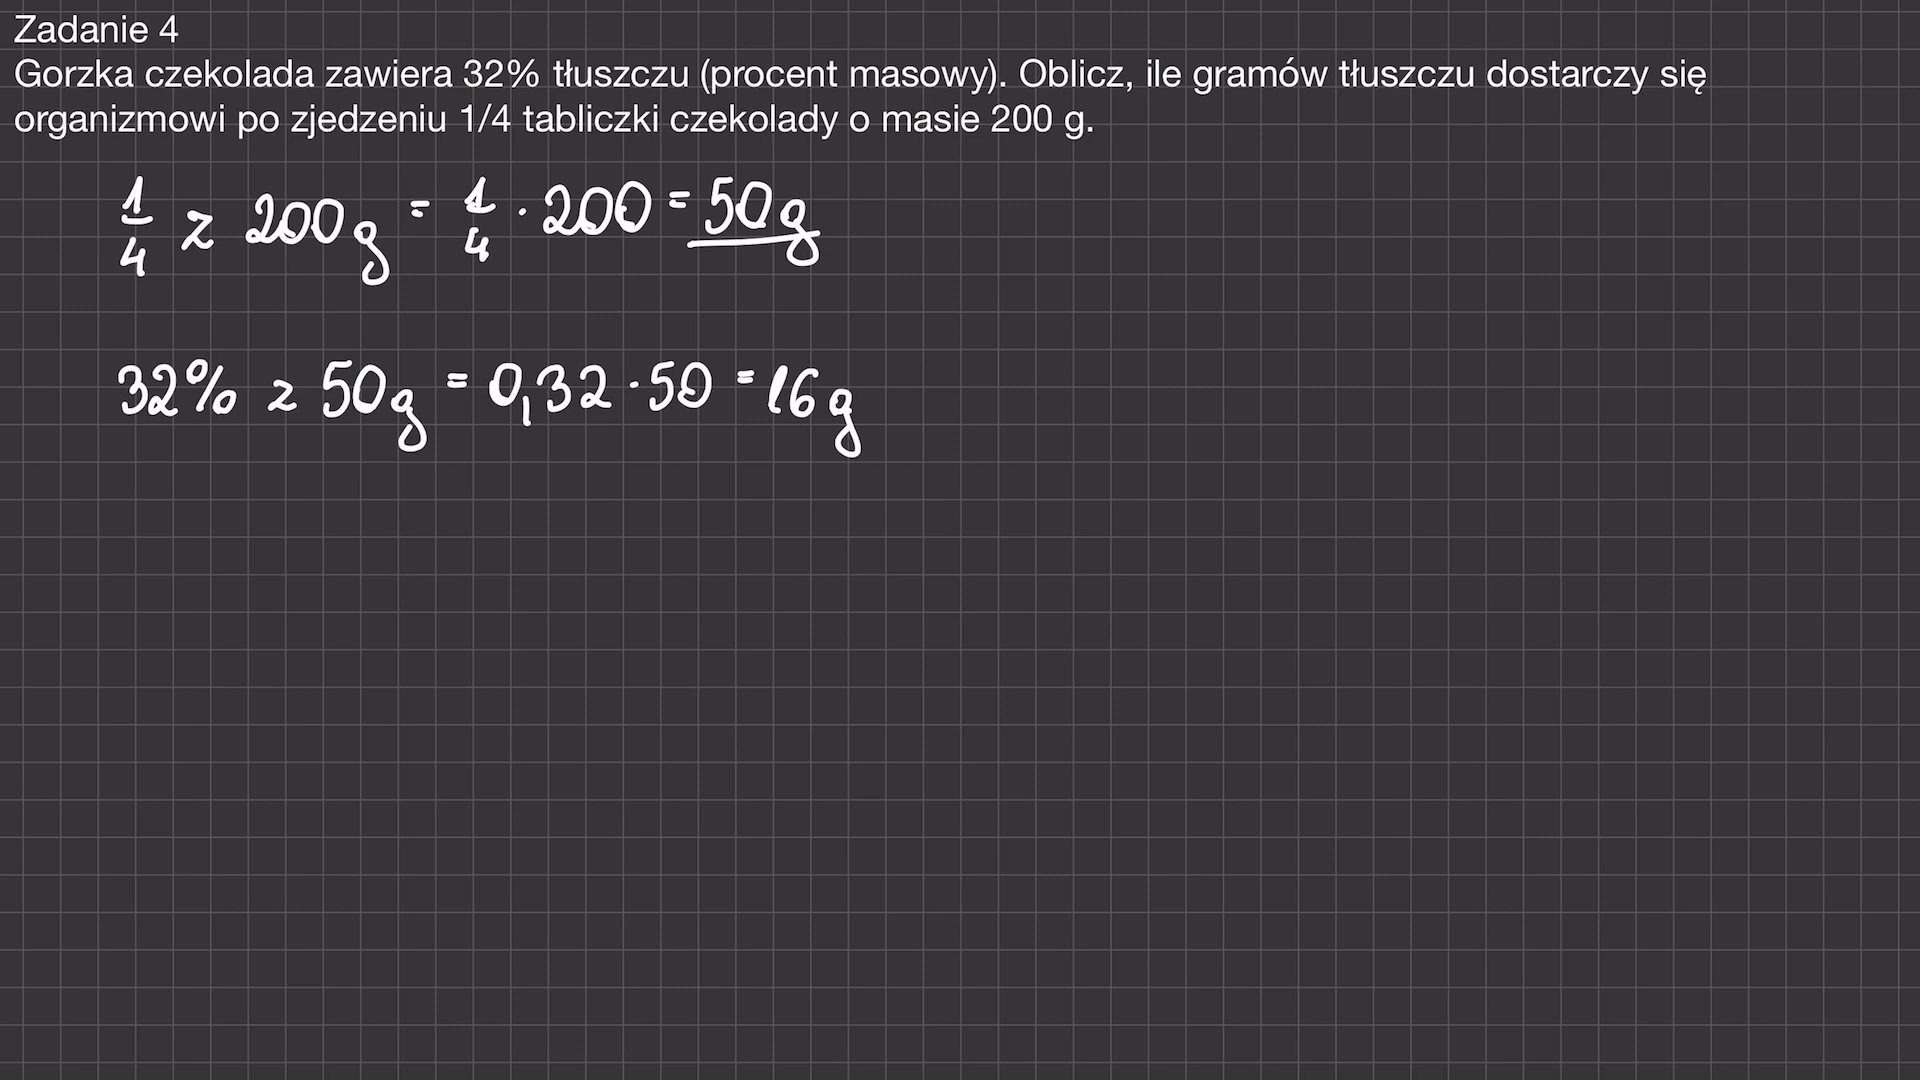 Zadanie 4
Gorzka czekolada zawiera 32% tłuszczu (procent masowy). Oblicz, ile gramów tłuszczu dostarczy się
organizmowi po zjedzeniu 1/4 tabliczki czekolady o masie 200 g.
1/4 z 200g = 1/4 · 200 = 50g
32% z 50g = 0,32 · 50 = 16g